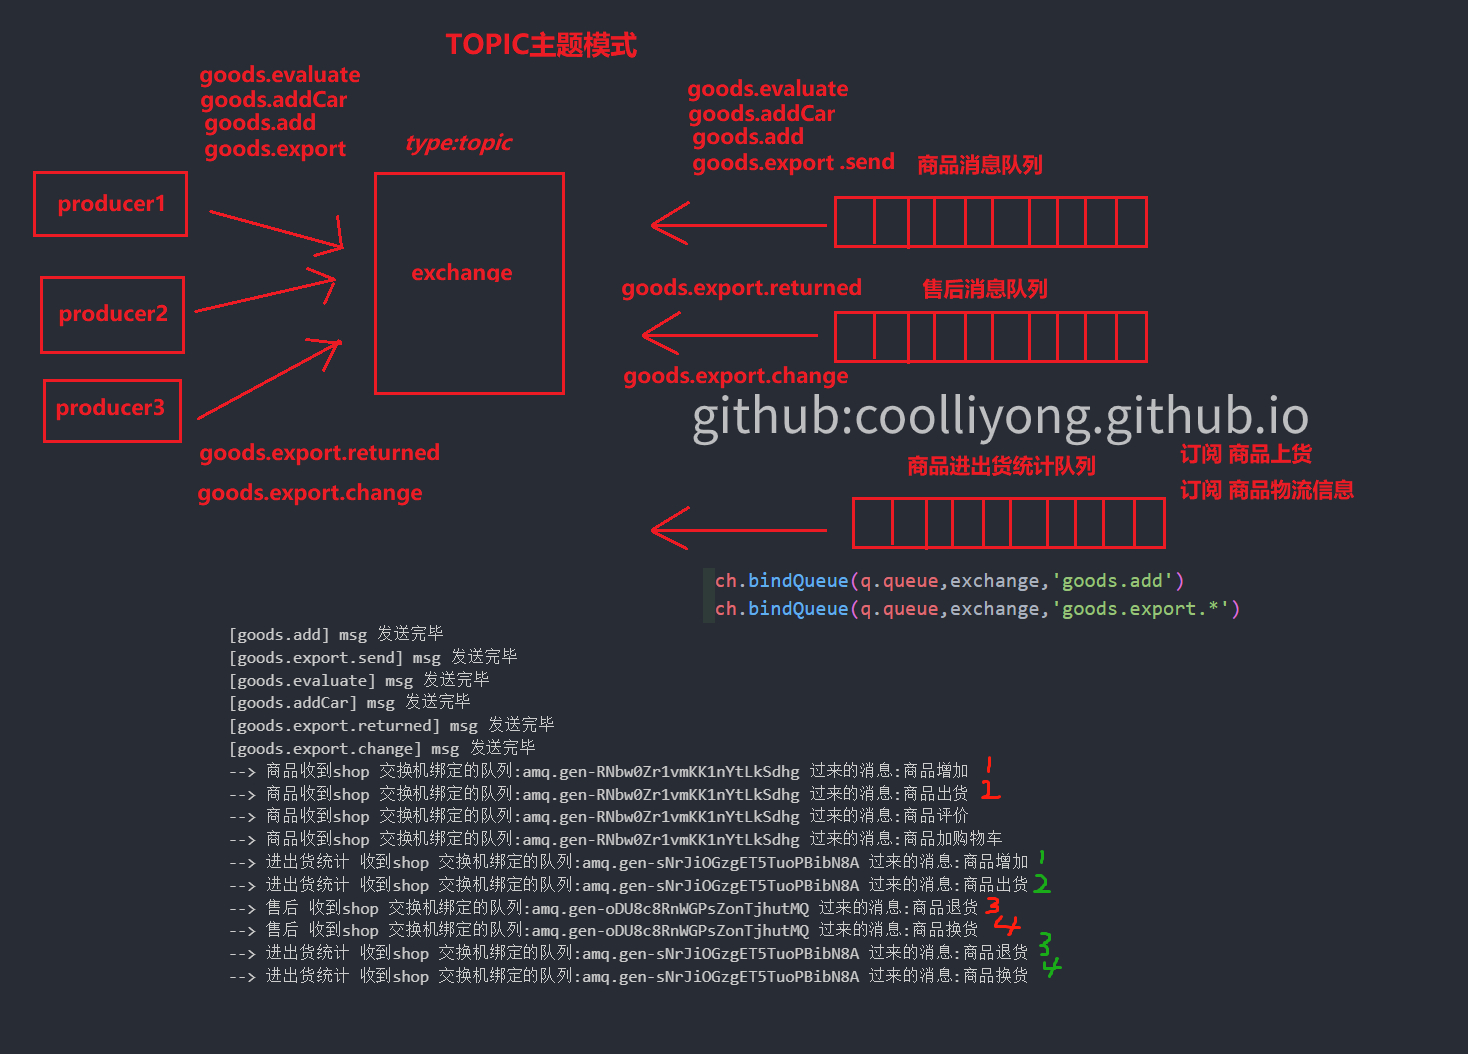 TOPIC主题模式
goods.evaluate
goods.addCar
goods.add
goods.export
type:topic
goods.evaluate
goods.addCar
goods.add
goods.export .send
商品消息队列
producer1
exchange
goods.export.returned
售后消息队列
producer2
goods.export.change
producer3
github:coolliyong.github.io
goods.export.returned
goods.export.change
商品进出货统计队列
订阅 商品上货
订阅 商品物流信息
ch.bindQueue(q.queue,exchange,'goods.add')
ch.bindQueue(q.queue,exchange,'goods.export.*')
[goods.add] msg 发送完毕
[goods.export.send] msg 发送完毕
[goods.evaluate] msg 发送完毕
[goods.addCar] msg 发送完毕
[goods.export.returned] msg 发送完毕
[goods.export.change] msg 发送完毕
--> 商品收到shop 交换机绑定的队列:amq.gen-RNbw0Zr1vmKK1nYtLkSdhg 过来的消息:商品增加 1
--> 商品收到shop 交换机绑定的队列:amq.gen-RNbw0Zr1vmKK1nYtLkSdhg 过来的消息:商品出货 2
--> 商品收到shop 交换机绑定的队列:amq.gen-RNbw0Zr1vmKK1nYtLkSdhg 过来的消息:商品评价
--> 商品收到shop 交换机绑定的队列:amq.gen-RNbw0Zr1vmKK1nYtLkSdhg 过来的消息:商品加购物车
--> 进出货统计 收到shop 交换机绑定的队列:amq.gen-sNrJiOGzgET5TuoPBibN8A 过来的消息:商品增加 1
--> 进出货统计 收到shop 交换机绑定的队列:amq.gen-sNrJiOGzgET5TuoPBibN8A 过来的消息:商品出货 2
--> 售后 收到shop 交换机绑定的队列:amq.gen-oDU8c8RnWGPsZonTjhutMQ 过来的消息:商品退货 3
--> 售后 收到shop 交换机绑定的队列:amq.gen-oDU8c8RnWGPsZonTjhutMQ 过来的消息:商品换货 4
--> 进出货统计 收到shop 交换机绑定的队列:amq.gen-sNrJiOGzgET5TuoPBibN8A 过来的消息:商品退货 3
--> 进出货统计 收到shop 交换机绑定的队列:amq.gen-sNrJiOGzgET5TuoPBibN8A 过来的消息:商品换货 4